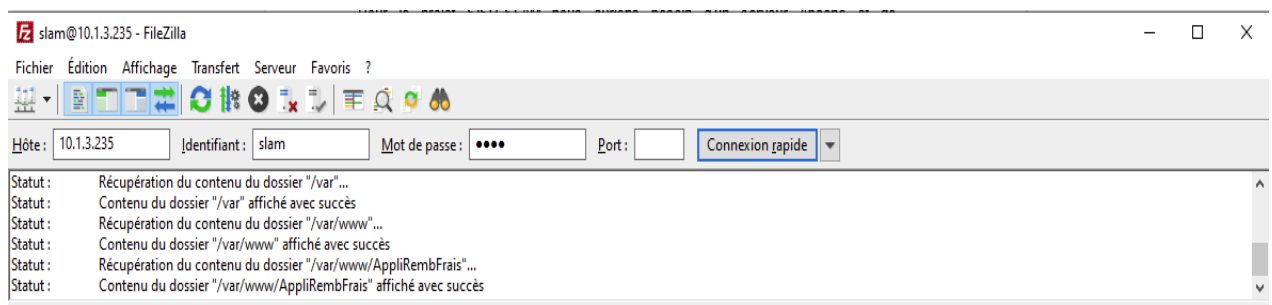 slam@10.1.3.235 - FileZilla
Fichier Édition Affichage Transfert Serveur Favoris ?
Hôte : 10.1.3.235 Identifiant : slam Mot de passe : •••• Port : Connexion rapide
Statut : Récupération du contenu du dossier "/var"...
Statut : Contenu du dossier "/var" affiché avec succès
Statut : Récupération du contenu du dossier "/var/www"...
Statut : Contenu du dossier "/var/www" affiché avec succès
Statut : Récupération du contenu du dossier "/var/www/AppliRembFrais"...
Statut : Contenu du dossier "/var/www/AppliRembFrais" affiché avec succès